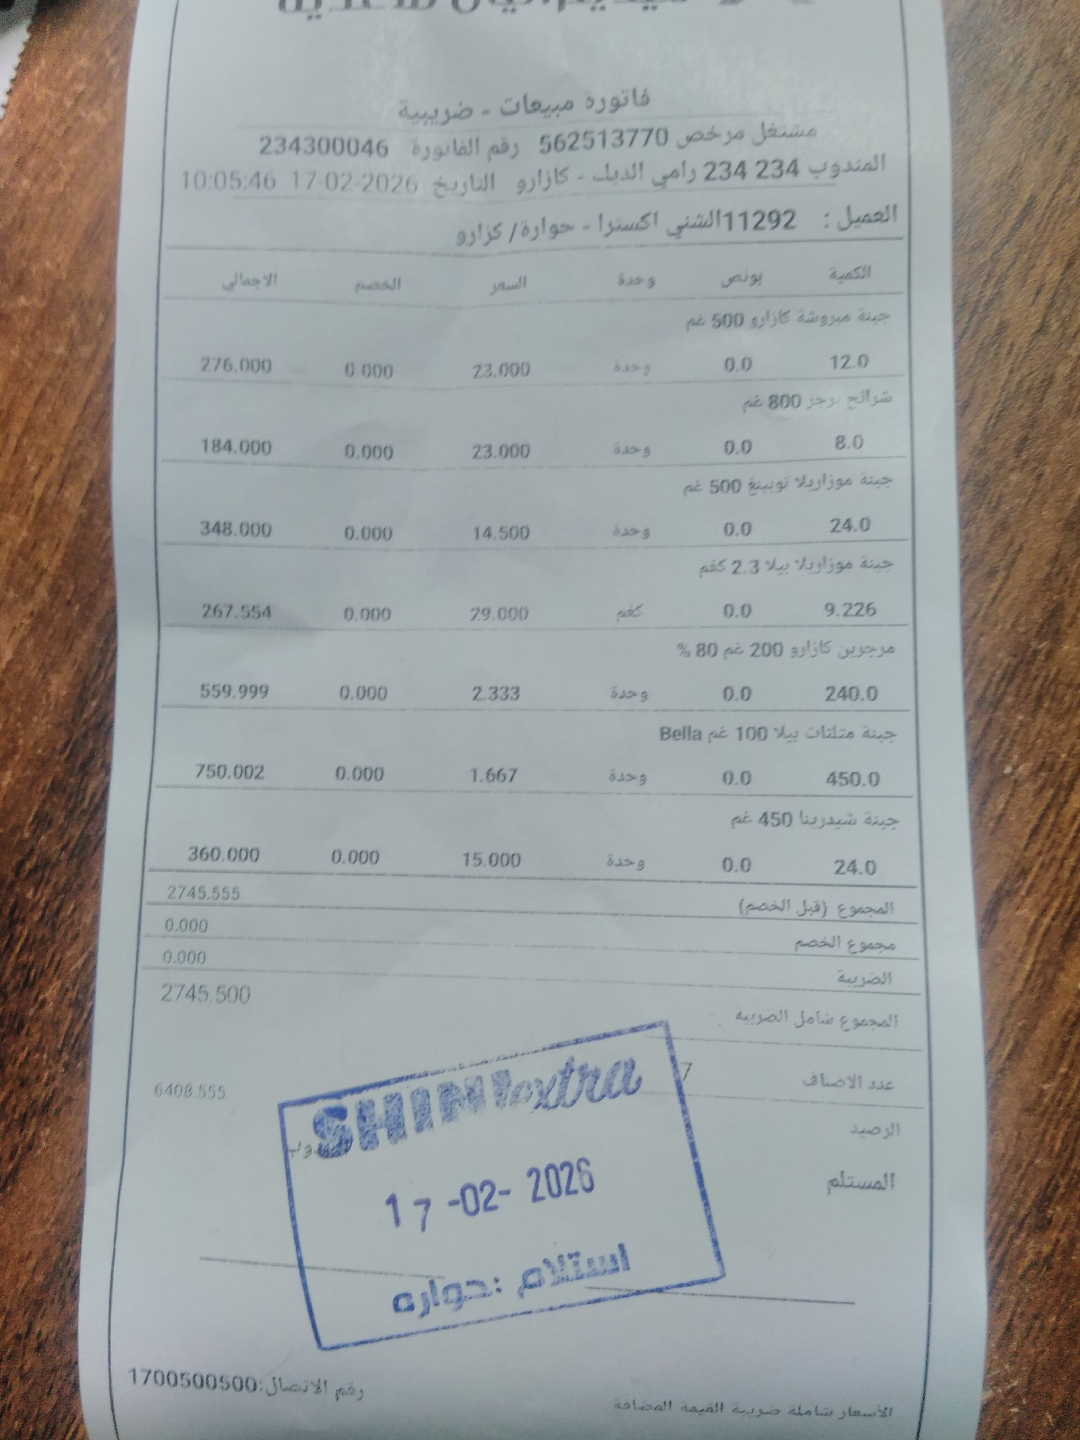 فاتورة مبيعات - ضريبية
مشتغل مرخص 562513770 رقم الفاتورة 234300046
المندوب 234 234 رامي الديك - كازارو التاريخ 17-02-2026 10:05:46
العميل : 11292الشني اكسترا - حوارة/ كزارو
الكمية يونص وحدة السعر الخصم الاجمالي
جبنة مبروشة كازارو 500 غم
12.0 0.0 وحدة 23.000 0.000 276.000
شرائح 800 غم
8.0 0.0 وحدة 23.000 0.000 184.000
جبنة موزاريلا توبينغ 500 غم
24.0 0.0 وحدة 14.500 0.000 348.000
جبنة موزاريلا بيلا 2.3 كغم
9.226 0.0 كغم 29.000 0.000 267.554
مرجرين كازارو 200 غم 80 %
240.0 0.0 وحدة 2.333 0.000 559.999
جبنة مثلثات بيلا 100 غم Bella
450.0 0.0 وحدة 1.667 0.000 750.002
جبنة شيدرينا 450 غم
24.0 0.0 وحدة 15.000 0.000 360.000
المجموع (قبل الخصم) 2745.555
مجموع الخصم 0.000
الضريبة 0.000
المجموع شامل الضريبه 2745.500
عدد الاصناف 7
الرصيد 6408.555
المستلم
SHINI extra
17-02-2026
استلام :حواره
رقم الاتصال:1700500500
الأسعار شاملة ضريبة القيمة المضافة